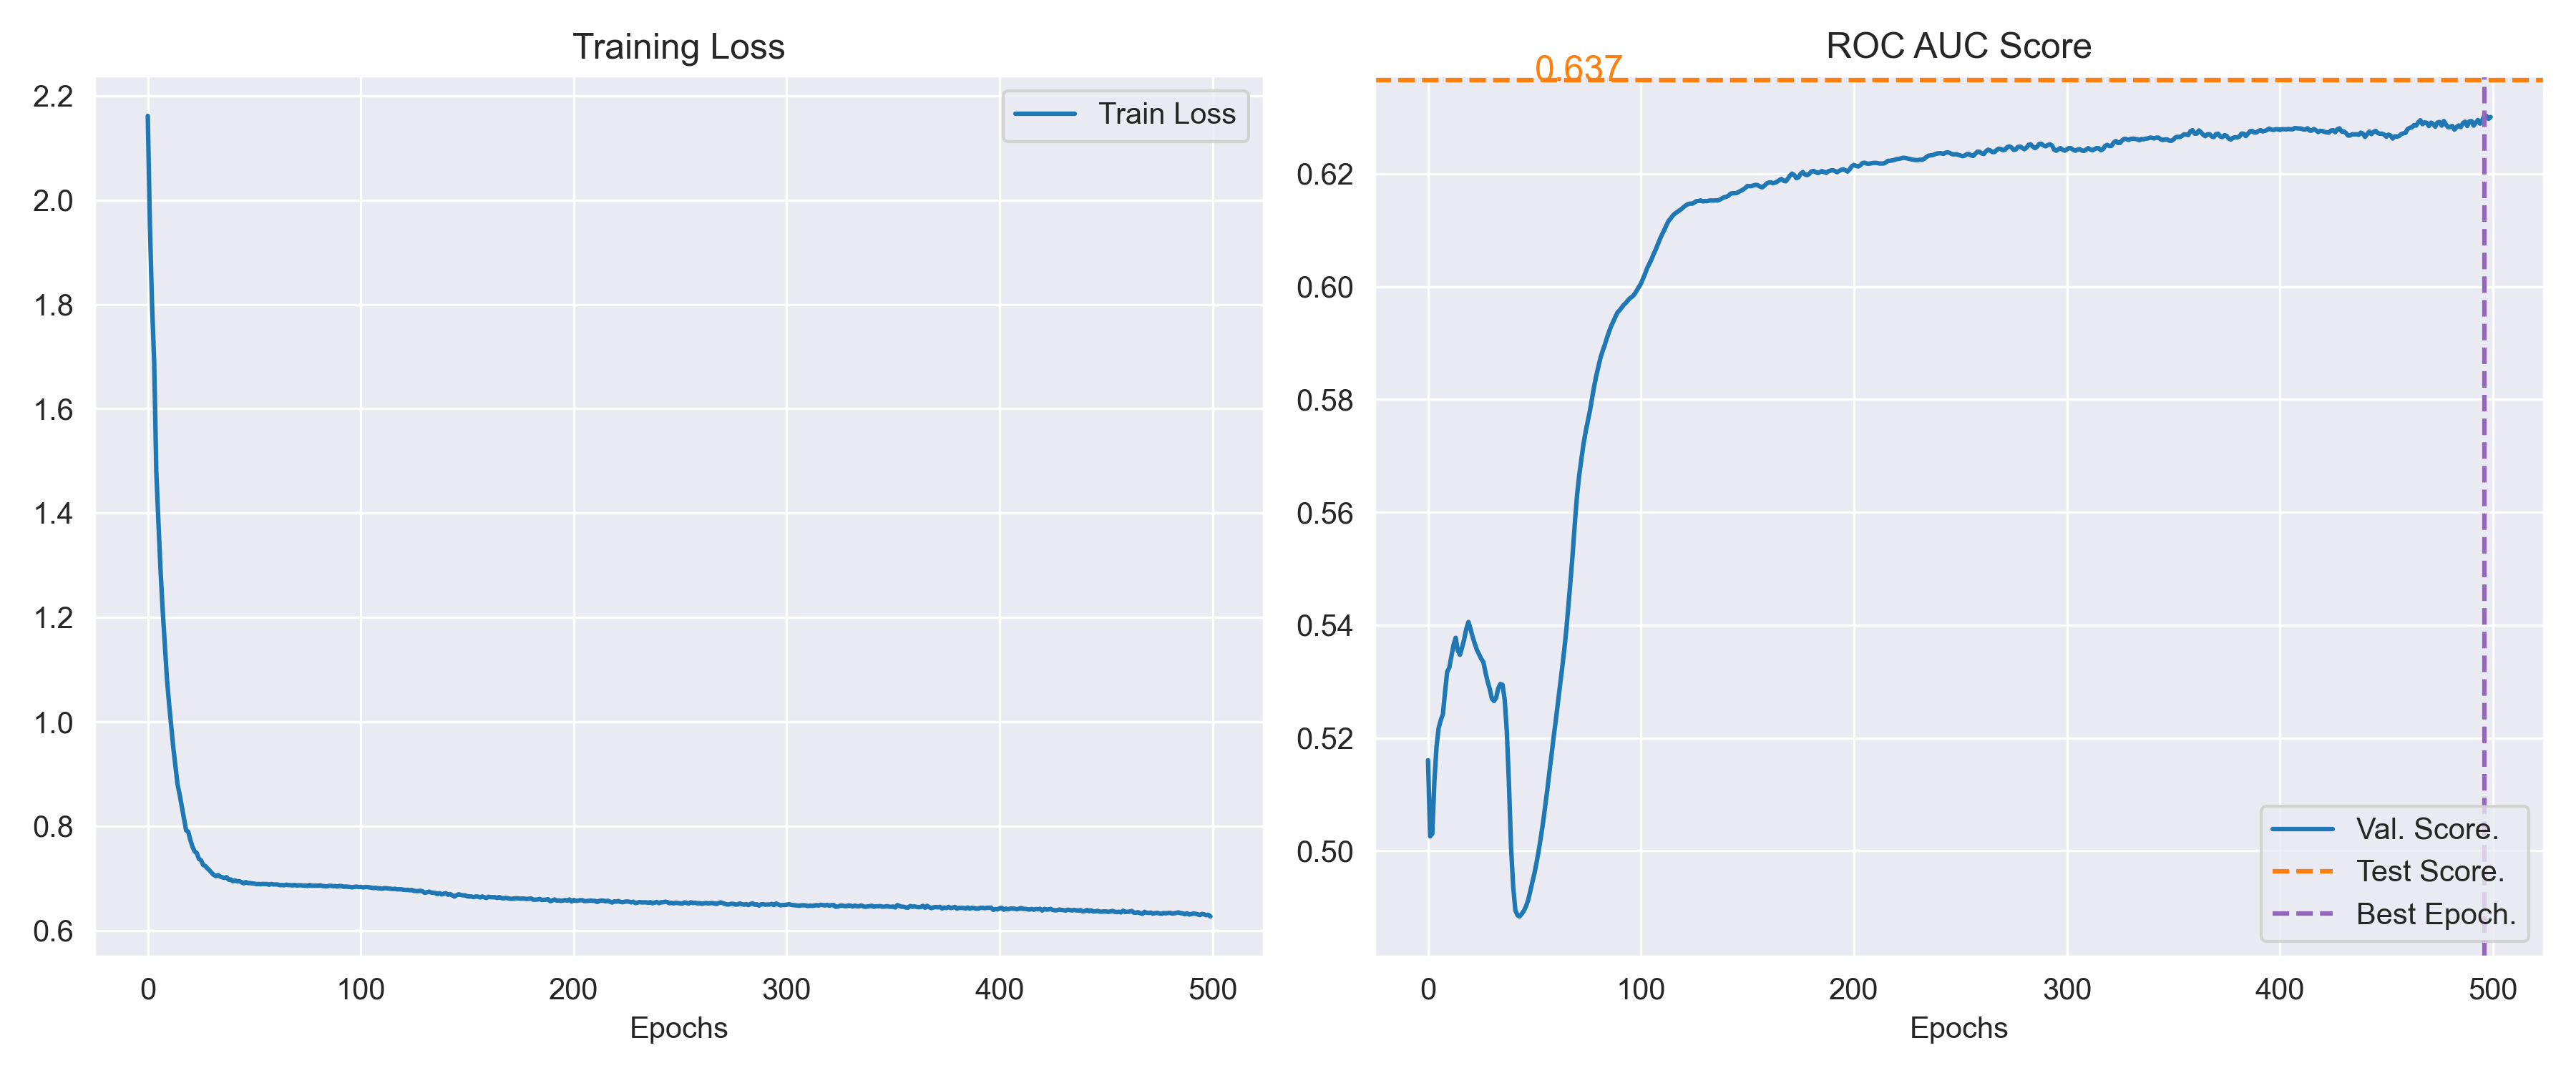 Training Loss
2.2
2.0
1.8
1.6
1.4
1.2
1.0
0.8
0.6
Train Loss
0 100 200 300 400 500
Epochs
ROC AUC Score
0.637
0.62
0.60
0.58
0.56
0.54
0.52
0.50
Val. Score.
Test Score.
Best Epoch.
0 100 200 300 400 500
Epochs